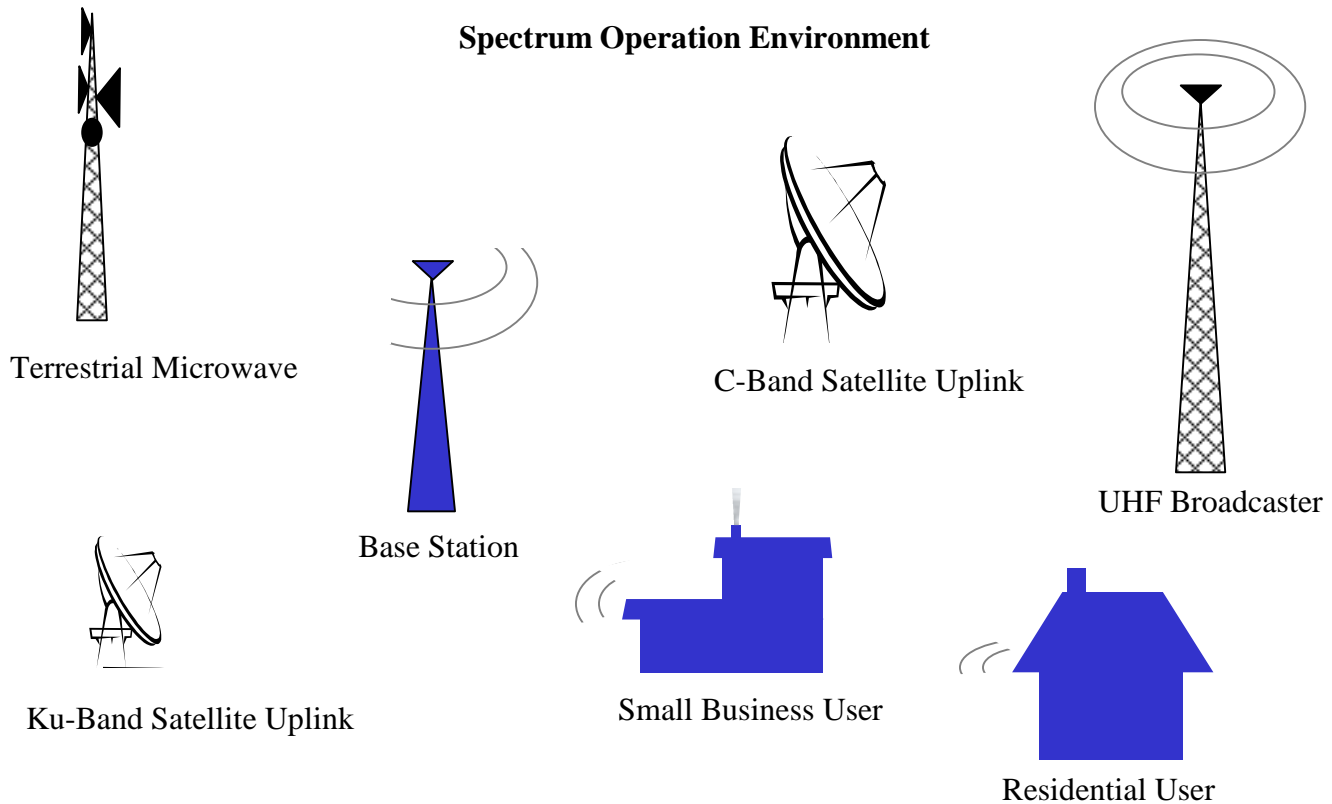 Spectrum Operation Environment
Terrestrial Microwave
C-Band Satellite Uplink
UHF Broadcaster
Base Station
Ku-Band Satellite Uplink
Small Business User
Residential User